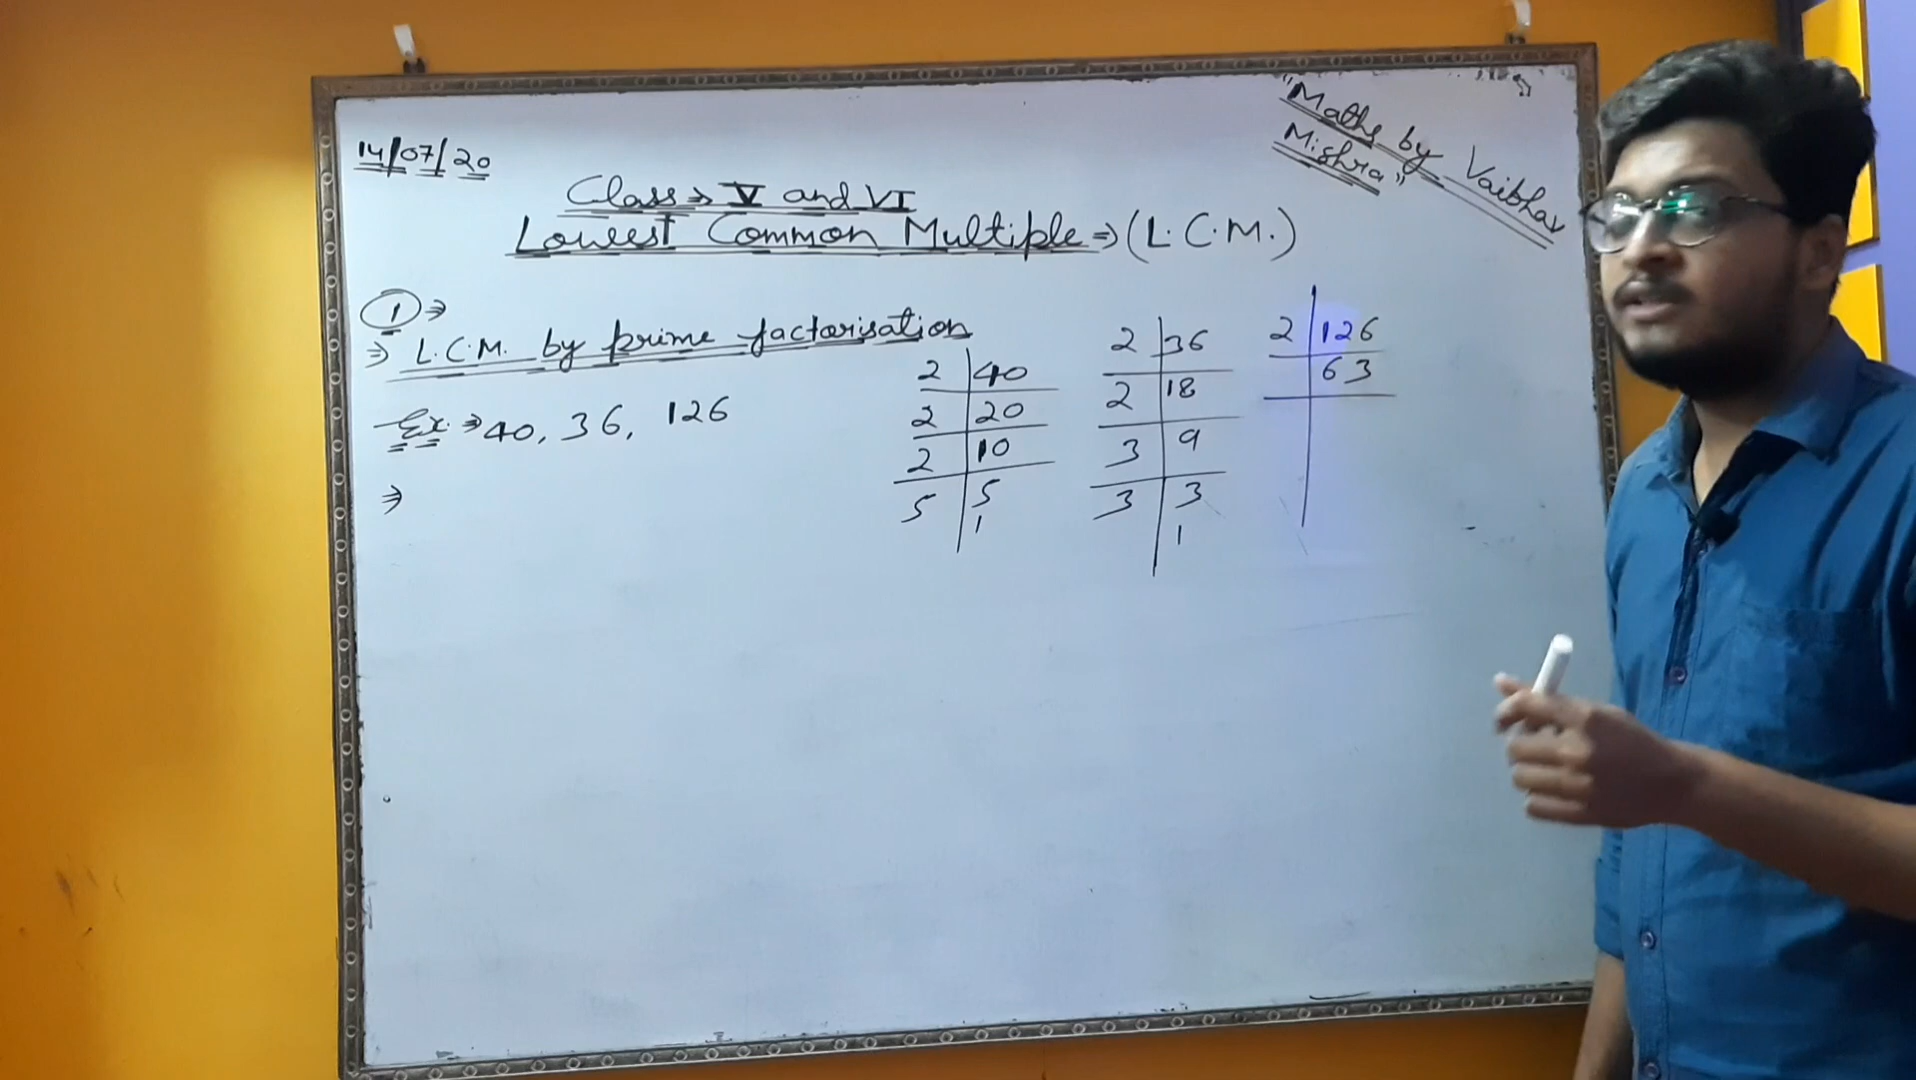 14/07/20
"Maths by Vaibhav
Mishra"
Class ⇒ V and VI
Lowest Common Multiple ⇒ (L.C.M.)
1 ⇒
⇒ L.C.M. by prime factorisation
Ex. ⇒ 40, 36, 126
⇒
2 | 40
2 | 20
2 | 10
5 | 5
1
2 | 36
2 | 18
3 | 9
3 | 3
1
2 | 126
63